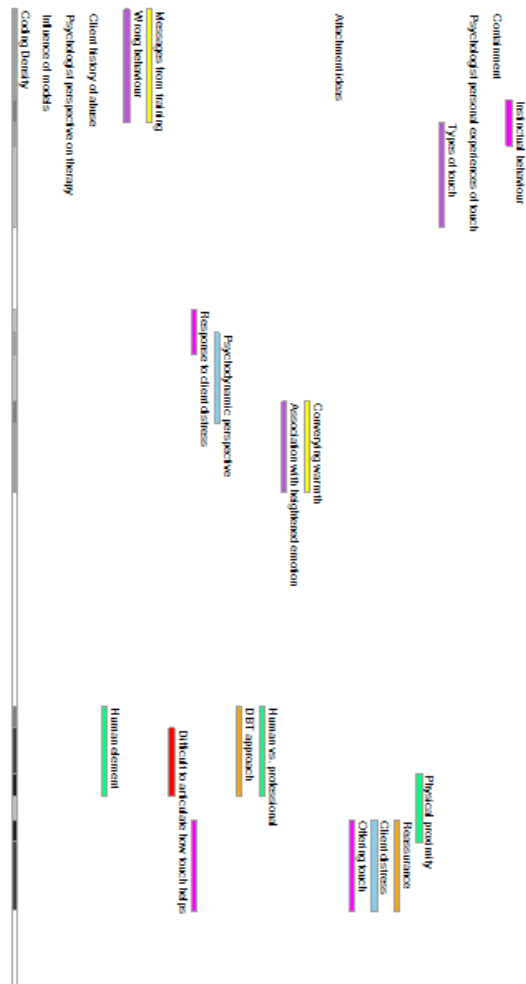 Instinctual behaviour
Containment
Psychologist personal experiences of touch
Types of touch
Physical proximity
Reassurance
Client distress
Offering touch
Attachment ideas
Converying warmth
Association with heightened emotion
Human vs. professional
DBT approach
Psychodynamic perspective
Response to client distress
Difficult to articulate how touch helps
Messages from training
Wrong behaviour
Human element
Client history of abuse
Psychologist perspective on therapy
Influence of models
Coding Density